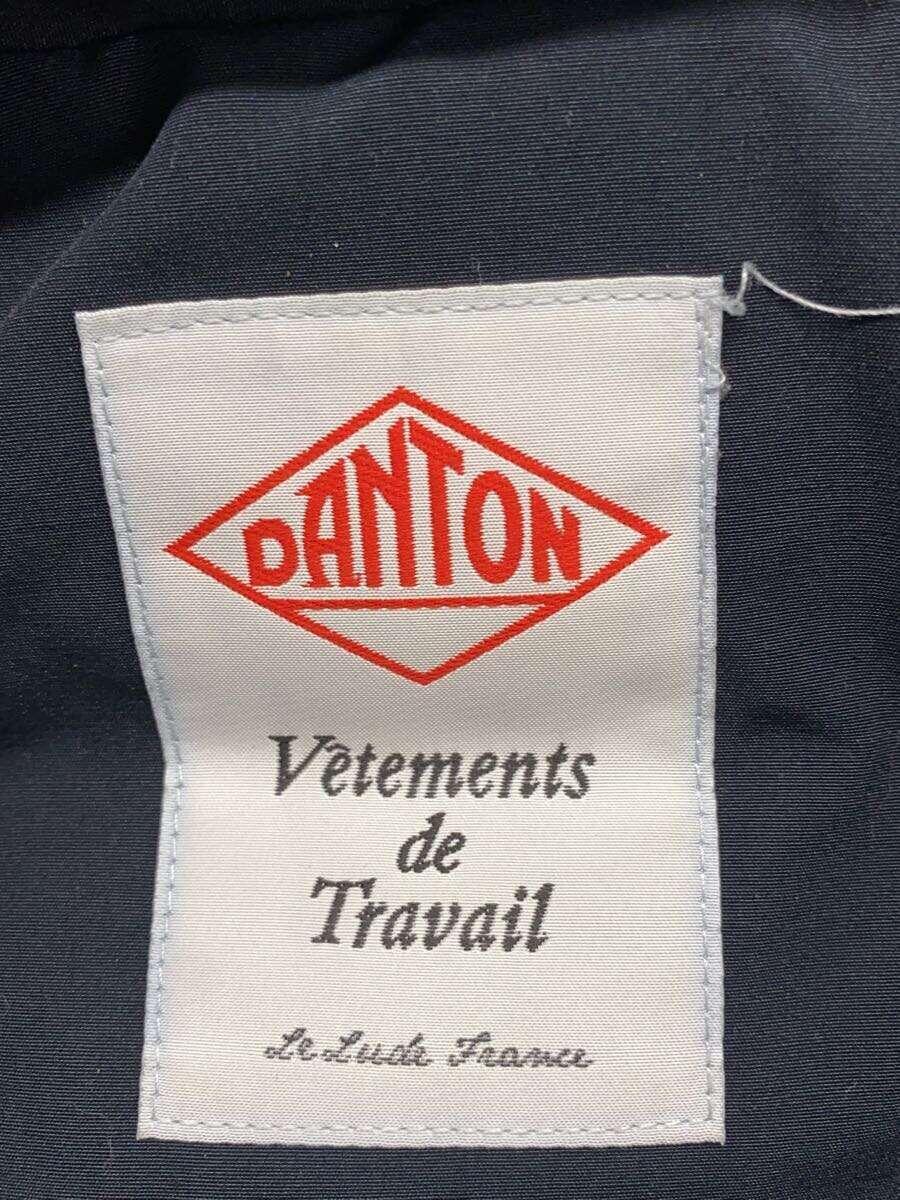 DANTON
Vêtements
de
Travail
Le Lude France